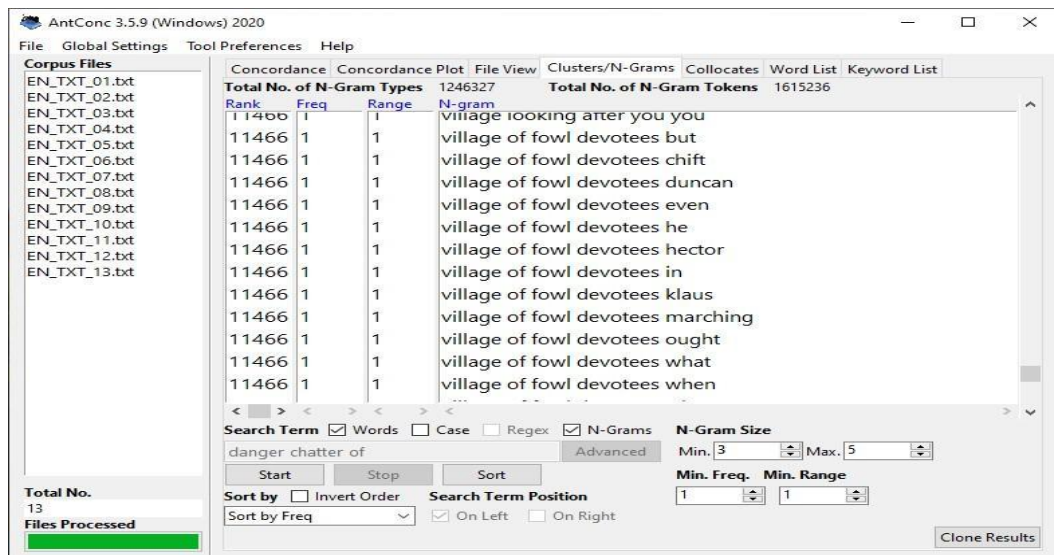 AntConc 3.5.9 (Windows) 2020
File Global Settings Tool Preferences Help
Corpus Files
EN_TXT_01.txt
EN_TXT_02.txt
EN_TXT_03.txt
EN_TXT_04.txt
EN_TXT_05.txt
EN_TXT_06.txt
EN_TXT_07.txt
EN_TXT_08.txt
EN_TXT_09.txt
EN_TXT_10.txt
EN_TXT_11.txt
EN_TXT_12.txt
EN_TXT_13.txt
Total No.
13
Files Processed
Concordance Concordance Plot File View Clusters/N-Grams Collocates Word List Keyword List
Total No. of N-Gram Types 1246327 Total No. of N-Gram Tokens 1615236
Rank Freq Range N-gram
11466 1 1 village looking after you you
11466 1 1 village of fowl devotees but
11466 1 1 village of fowl devotees chift
11466 1 1 village of fowl devotees duncan
11466 1 1 village of fowl devotees even
11466 1 1 village of fowl devotees he
11466 1 1 village of fowl devotees hector
11466 1 1 village of fowl devotees in
11466 1 1 village of fowl devotees klaus
11466 1 1 village of fowl devotees marching
11466 1 1 village of fowl devotees ought
11466 1 1 village of fowl devotees what
11466 1 1 village of fowl devotees when
Search Term Words Case Regex N-Grams N-Gram Size
danger chatter of Advanced Min. 3 Max. 5
Start Stop Sort Min. Freq. Min. Range
Sort by Invert Order Search Term Position 1 1
Sort by Freq On Left On Right
Clone Results